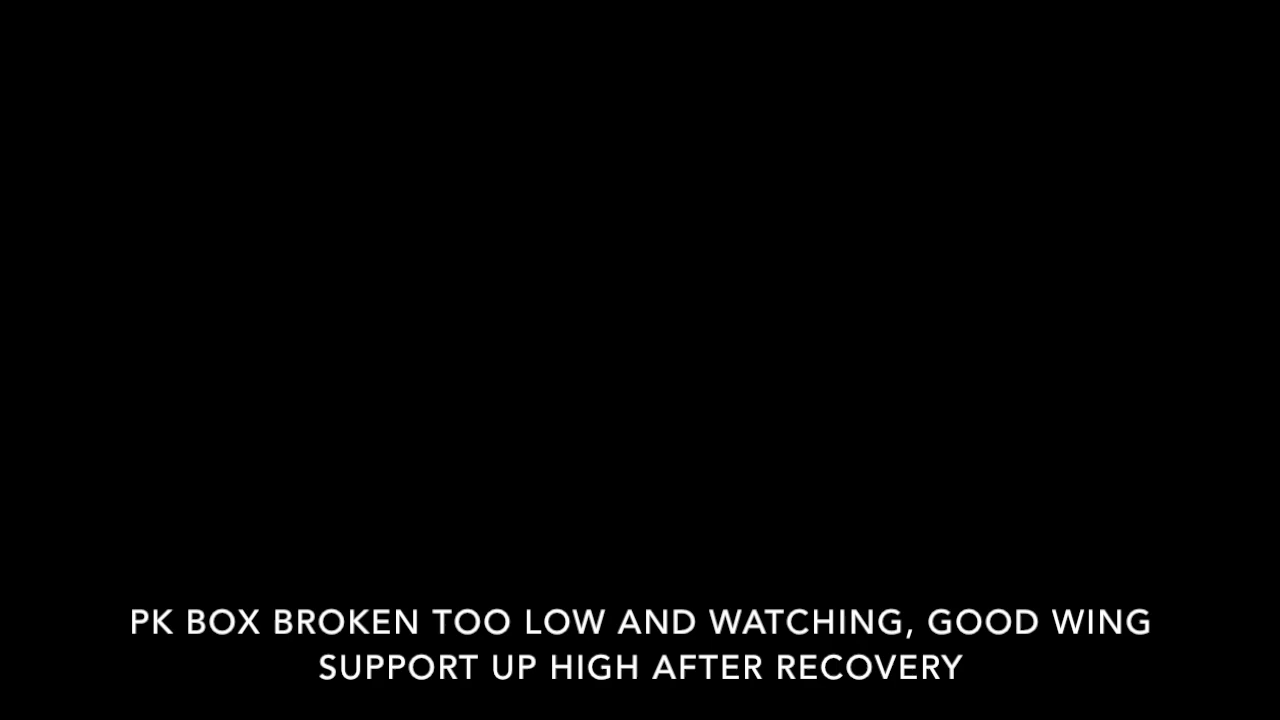 PK BOX BROKEN TOO LOW AND WATCHING, GOOD WING
SUPPORT UP HIGH AFTER RECOVERY